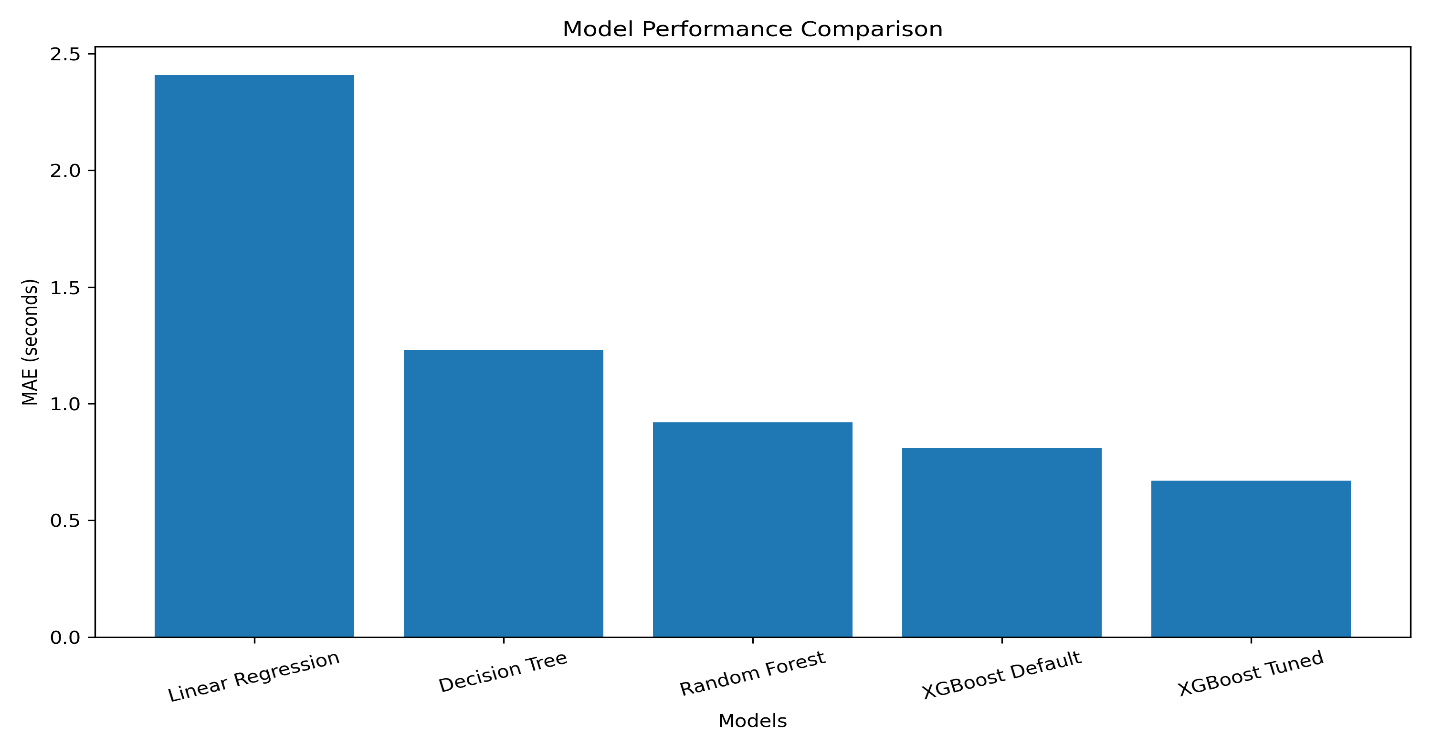 Model Performance Comparison
2.5
2.0
1.5
1.0
0.5
0.0
MAE (seconds)
Linear Regression
Decision Tree
Random Forest
XGBoost Default
XGBoost Tuned
Models